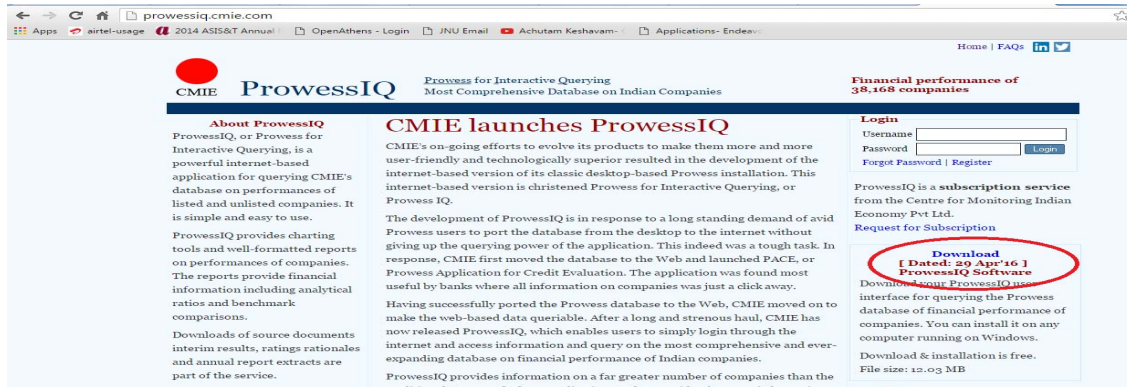 prowessiq.cmie.com
Apps airtel-usage 2014 ASIS&T Annual OpenAthens - Login JNU Email Achutam Keshavam- Applications- Endeav
Home | FAQs
CMIE ProwessIQ
Prowess for Interactive Querying
Most Comprehensive Database on Indian Companies
Financial performance of
38,168 companies
About ProwessIQ
ProwessIQ, or Prowess for
Interactive Querying, is a
powerful internet-based
application for querying CMIE's
database on performances of
listed and unlisted companies. It
is simple and easy to use.
ProwessIQ provides charting
tools and well-formatted reports
on performances of companies.
The reports provide financial
information including analytical
ratios and benchmark
comparisons.
Downloads of source documents
interim results, ratings rationales
and annual report extracts are
part of the service.
CMIE launches ProwessIQ
CMIE's on-going efforts to evolve its products to make them more and more
user-friendly and technologically superior resulted in the development of the
internet-based version of its classic desktop-based Prowess installation. This
internet-based version is christened Prowess for Interactive Querying, or
Prowess IQ.
The development of ProwessIQ is in response to a long standing demand of avid
Prowess users to port the database from the desktop to the internet without
giving up the querying power of the application. This indeed was a tough task. In
response, CMIE first moved the database to the Web and launched PACE, or
Prowess Application for Credit Evaluation. The application was found most
useful by banks where all information on companies was just a click away.
Having successfully ported the Prowess database to the Web, CMIE moved on to
make the web-based data queriable. After a long and strenous haul, CMIE has
now released ProwessIQ, which enables users to simply login through the
internet and access information and query on the most comprehensive and ever-
expanding database on financial performance of Indian companies.
ProwessIQ provides information on a far greater number of companies than the
Login
Username
Password Login
Forgot Password | Register
ProwessIQ is a subscription service
from the Centre for Monitoring Indian
Economy Pvt Ltd.
Request for Subscription
Download
[ Dated: 29 Apr'16 ]
ProwessIQ Software
Download your ProwessIQ user
interface for querying the Prowess
database of financial performance of
companies. You can install it on any
computer running on Windows.
Download & installation is free.
File size: 12.03 MB